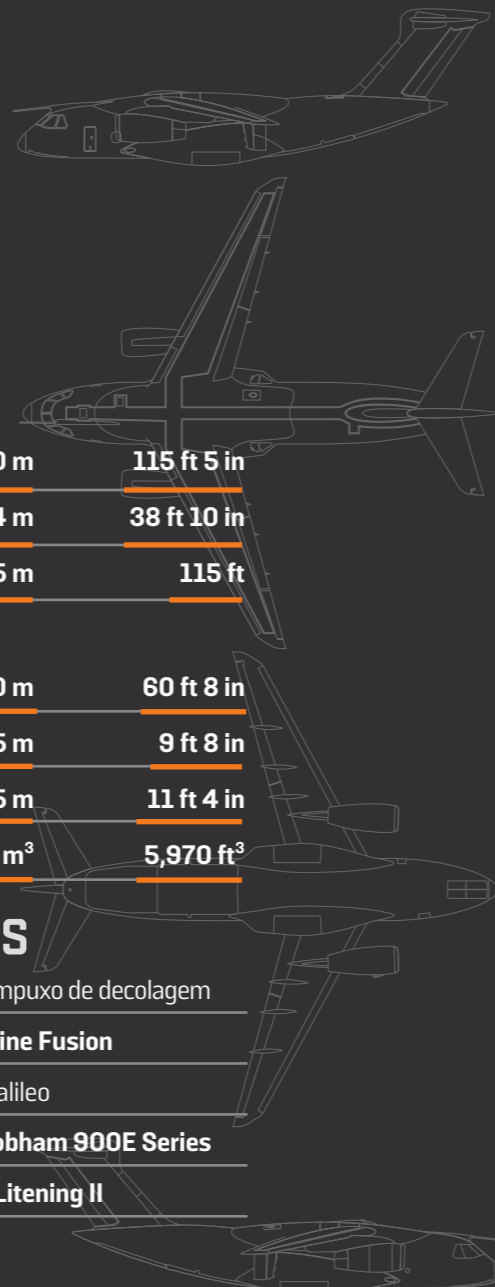 0 m 115 ft 5 in
4 m 38 ft 10 in
5 m 115 ft
0 m 60 ft 8 in
5 m 9 ft 8 in
5 m 11 ft 4 in
m³ 5,970 ft³
S
mpuxo de decolagem
ine Fusion
alileo
obham 900E Series
Litening II